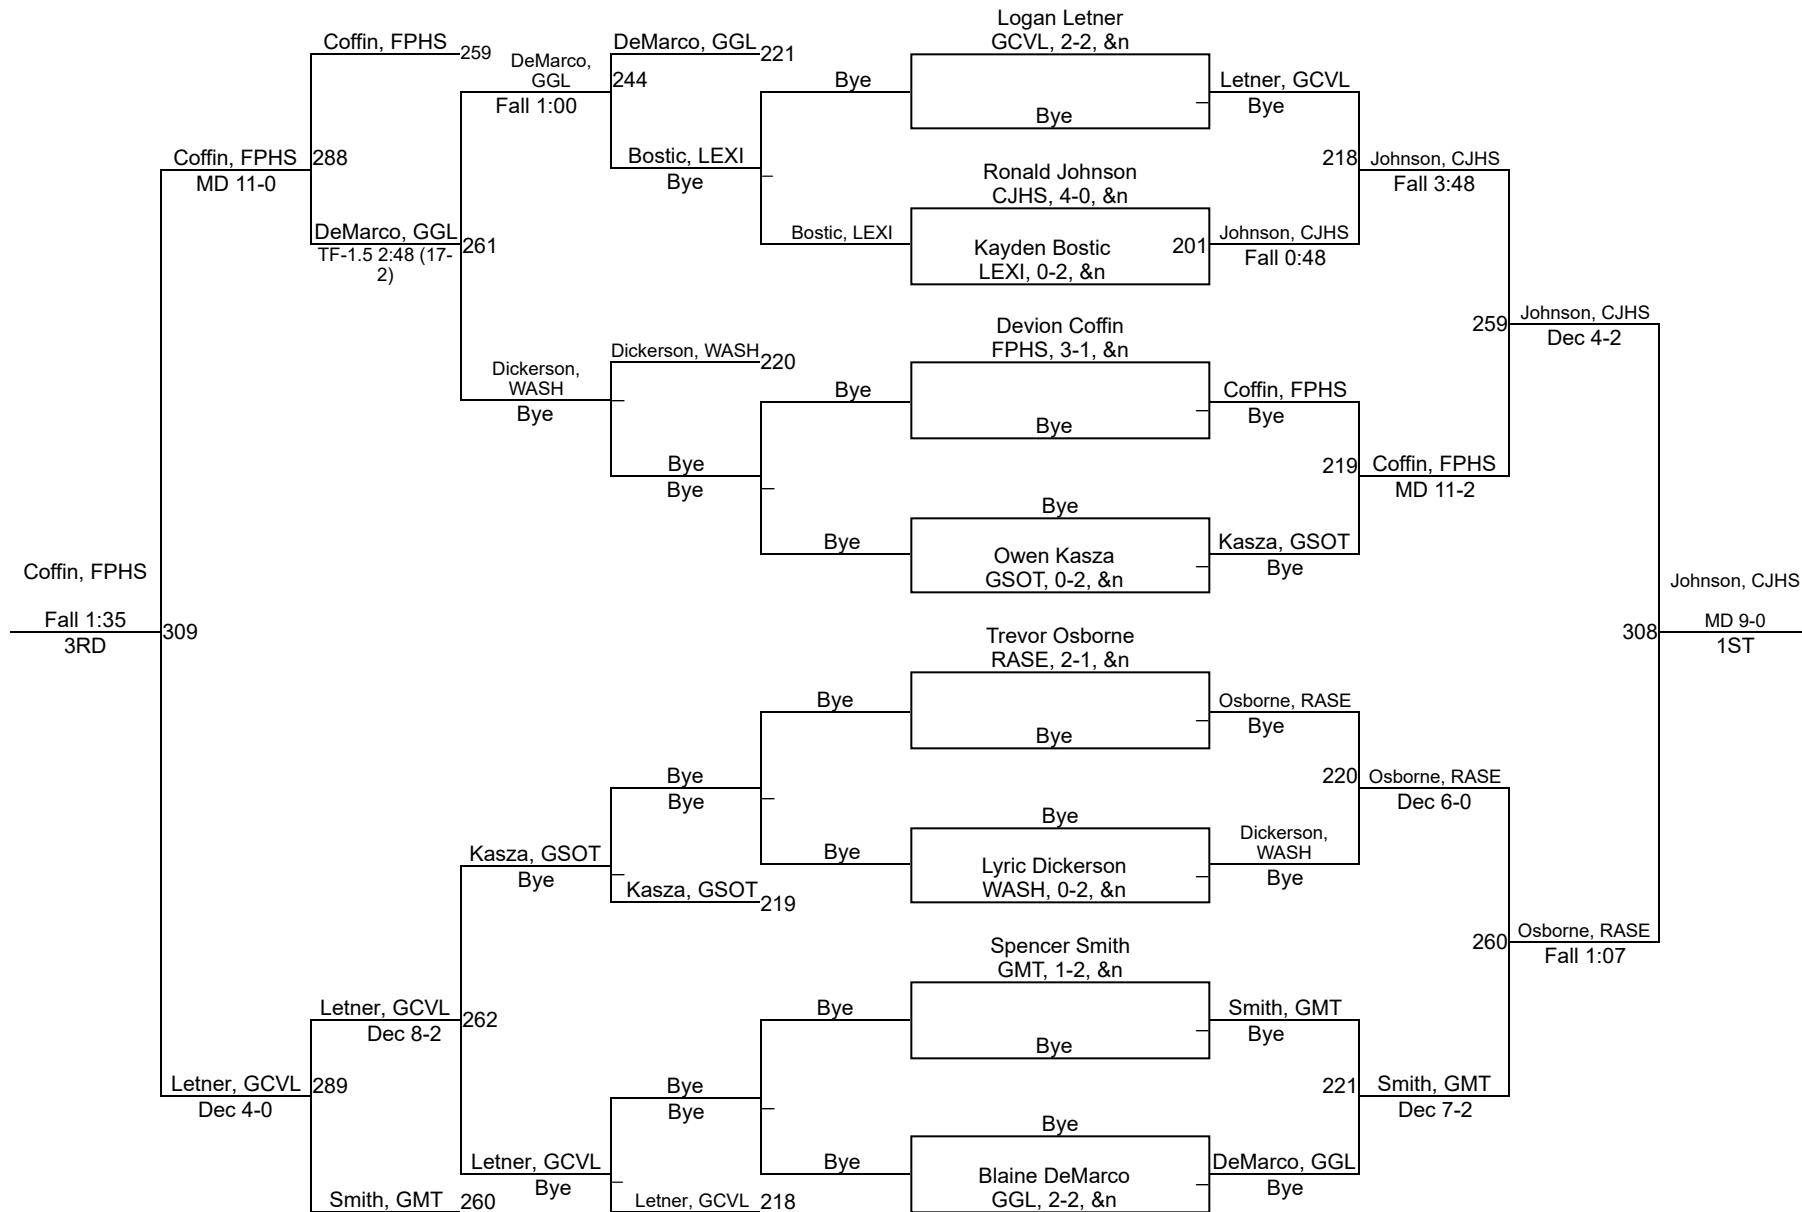 Logan Letner
GCVL, 2-2, &n
Coffin, FPHS
259
DeMarco,
GGL
Fall 1:00
DeMarco, GGL
221
244
Bye
Bye
Letner, GCVL
Bye
Coffin, FPHS
MD 11-0
288
Bostic, LEXI
Bye
Ronald Johnson
CJHS, 4-0, &n
218
Johnson, CJHS
Fall 3:48
DeMarco, GGL
TF-1.5 2:48 (17-
2)
261
Bostic, LEXI
Kayden Bostic
LEXI, 0-2, &n
201
Johnson, CJHS
Fall 0:48
Devion Coffin
FPHS, 3-1, &n
259
Johnson, CJHS
Dec 4-2
Dickerson,
WASH
Bye
Dickerson, WASH
220
Bye
Bye
Coffin, FPHS
Bye
Bye
Bye
219
Coffin, FPHS
MD 11-2
Bye
Bye
Owen Kasza
GSOT, 0-2, &n
Kasza, GSOT
Bye
Coffin, FPHS
Fall 1:35
3RD
309
Johnson, CJHS
308
MD 9-0
1ST
Trevor Osborne
RASE, 2-1, &n
Bye
Bye
Osborne, RASE
Bye
Bye
Bye
220
Osborne, RASE
Dec 6-0
Kasza, GSOT
Bye
Kasza, GSOT
219
Bye
Bye
Lyric Dickerson
WASH, 0-2, &n
Dickerson,
WASH
Bye
Spencer Smith
GMT, 1-2, &n
260
Osborne, RASE
Fall 1:07
Letner, GCVL
Dec 8-2
262
Bye
Bye
Smith, GMT
Bye
Letner, GCVL
Dec 4-0
289
Bye
Bye
221
Smith, GMT
Dec 7-2
Smith, GMT
260
Letner, GCVL
Bye
Letner, GCVL
218
Bye
Bye
Blaine DeMarco
GGL, 2-2, &n
DeMarco, GGL
Bye